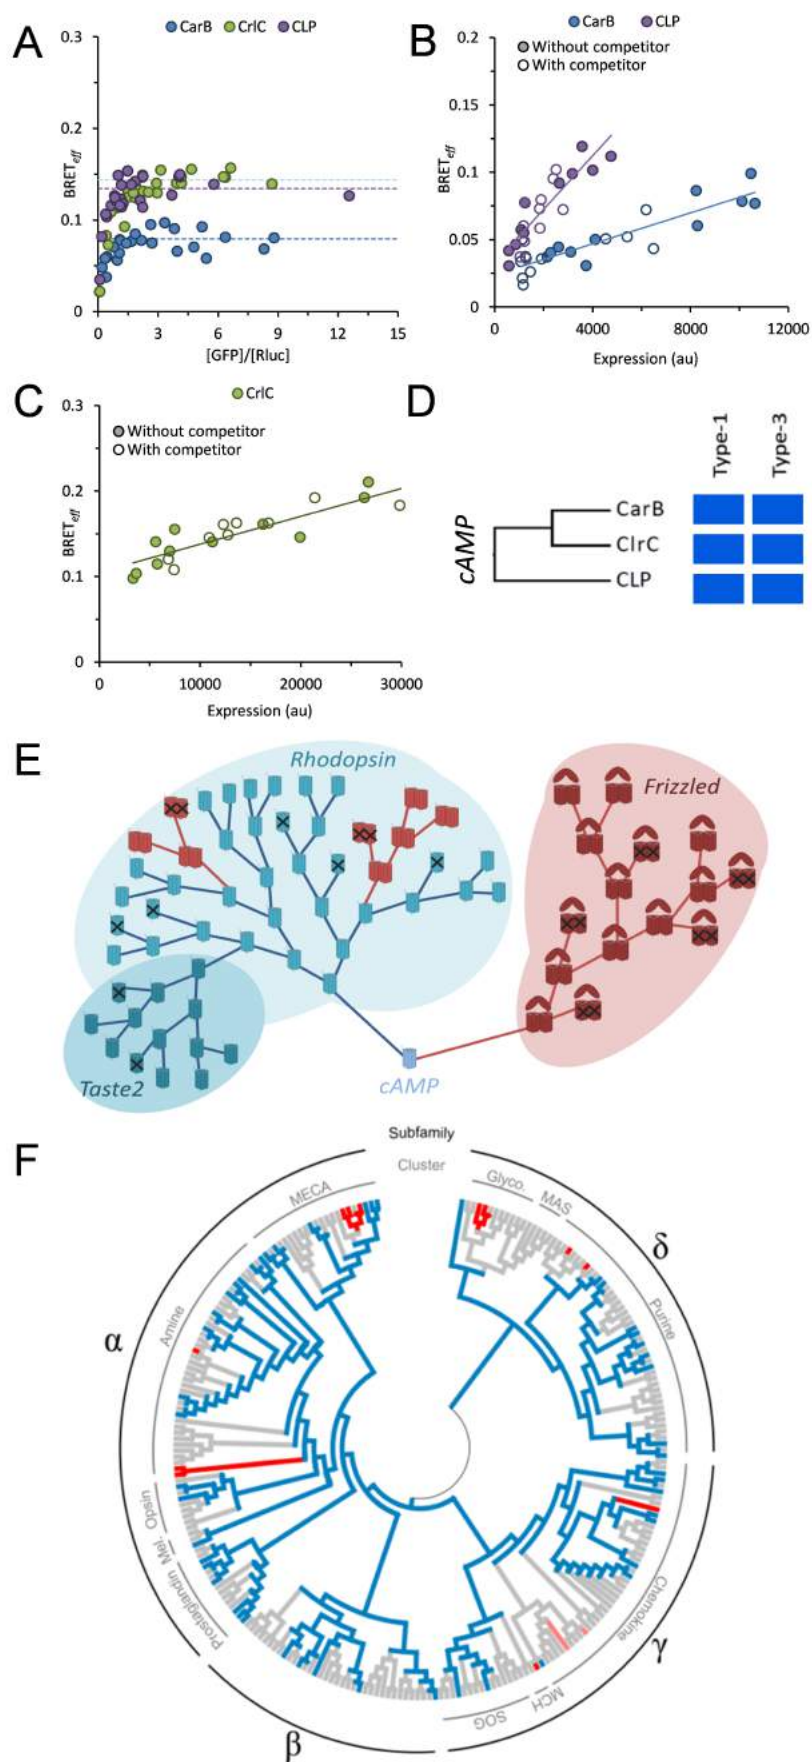 A
CarB CrlC CLP
0.3
0.2
0.1
0
BRETeff
0 3 6 9 12 15
[GFP]/[Rluc]
B
CarB CLP
Without competitor
With competitor
0.2
0.15
0.1
0.05
0
BRETeff
0 4000 8000 12000
Expression (au)
C
CrlC
Without competitor
With competitor
0.3
0.2
0.1
0
BRETeff
0 10000 20000 30000
Expression (au)
D
Type-1
Type-3
cAMP
CarB
ClrC
CLP
E
Rhodopsin
Frizzled
Taste2
cAMP
F
Subfamily
Cluster
MECA
Glyco.
MAS
δ
Purine
Amine
α
Opsin
Mel.
Prostaglandin
Chemokine
γ
MCH
SOG
β